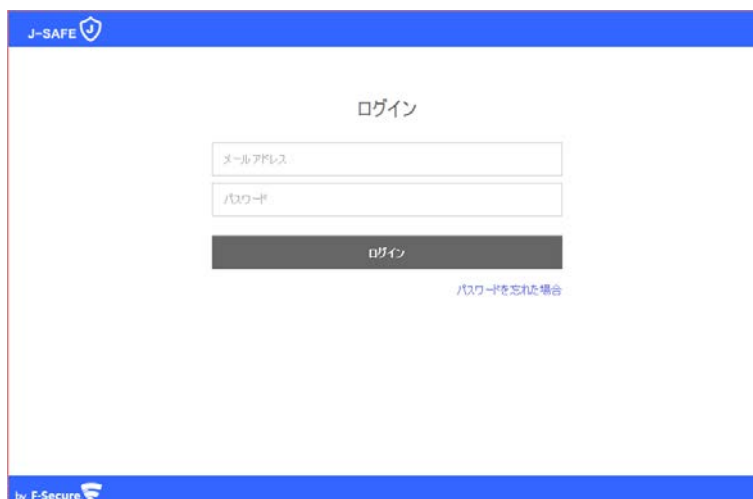 J-SAFE J
ログイン
メールアドレス
パスワード
ログイン
パスワードを忘れた場合
by F-Secure